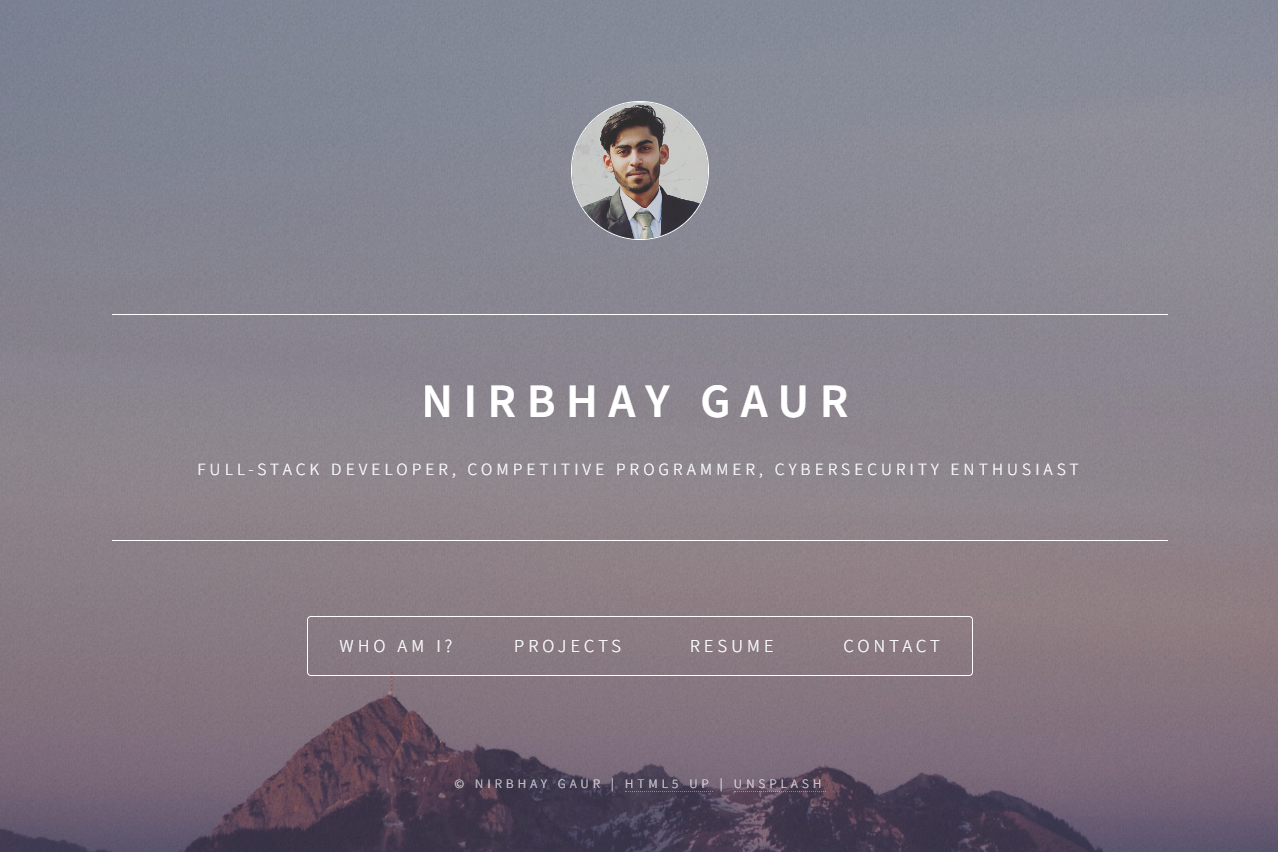 NIRBHAY GAUR
FULL-STACK DEVELOPER, COMPETITIVE PROGRAMMER, CYBERSECURITY ENTHUSIAST
WHO AM I? PROJECTS RESUME CONTACT
© NIRBHAY GAUR | HTML5 UP | UNSPLASH